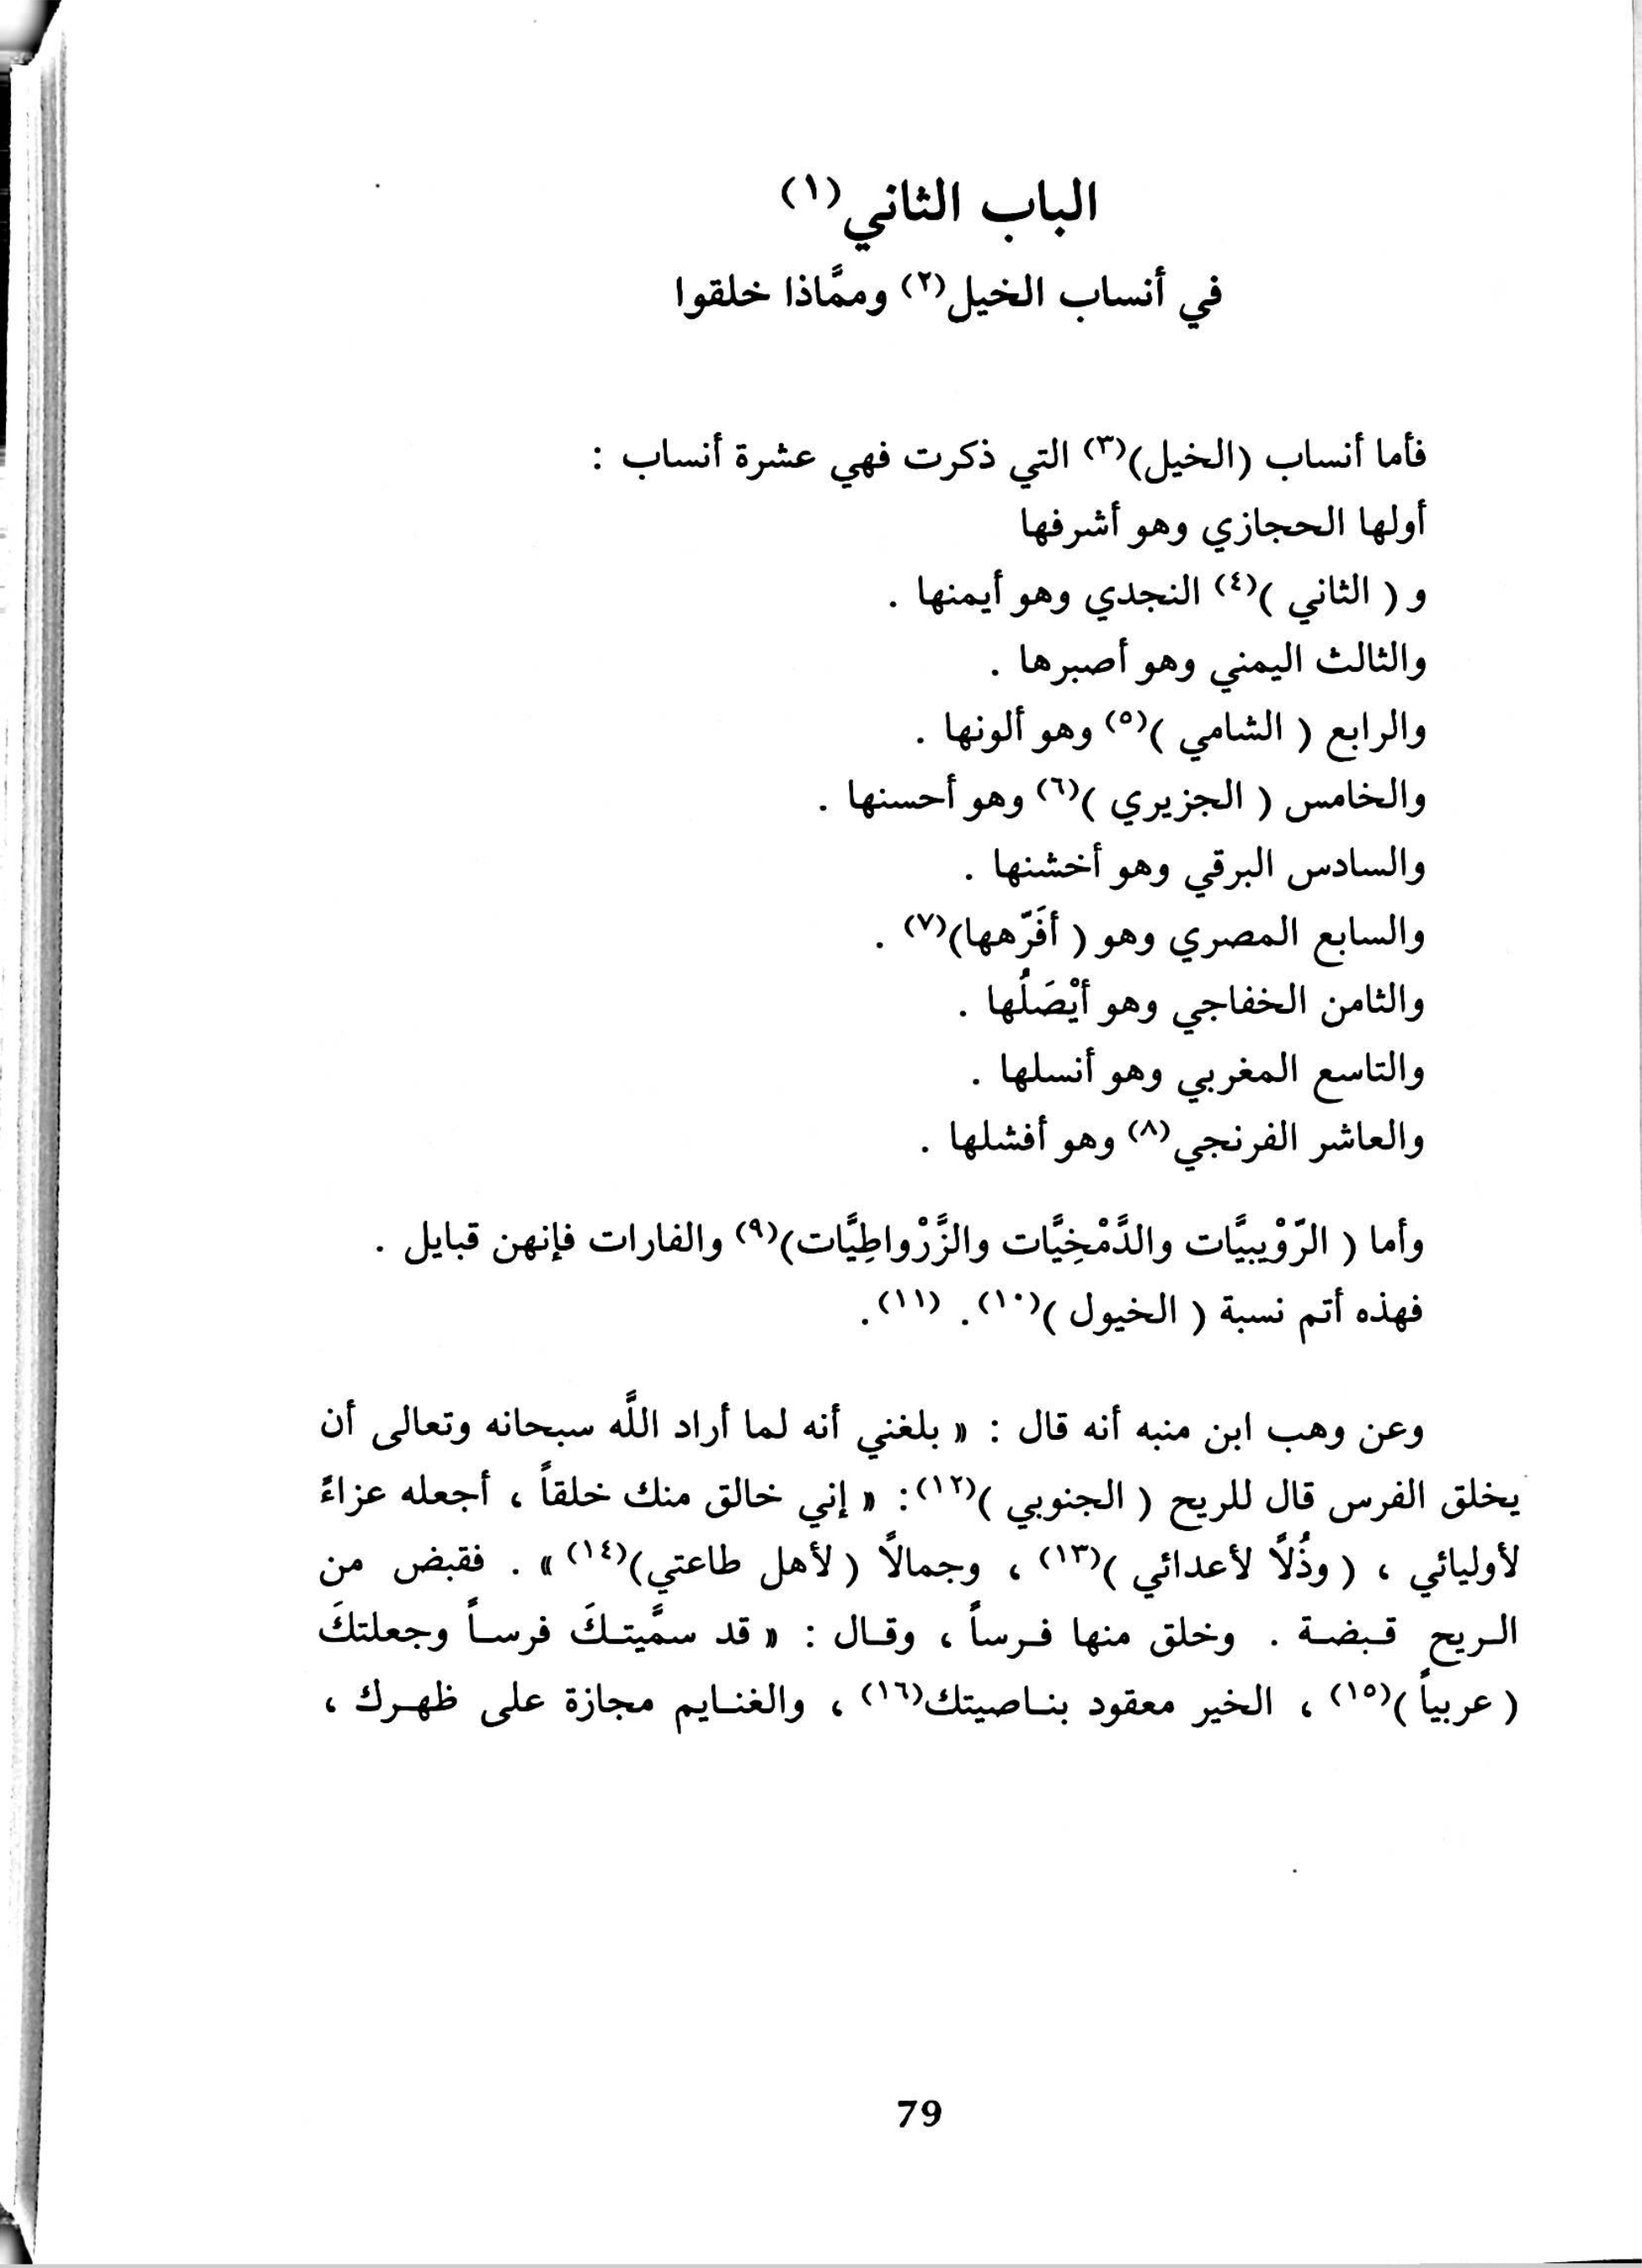 الباب الثاني(١)
في أنساب الخيل(٢) وممَّاذا خلقوا
فأما أنساب (الخيل)(٣) التي ذكرت فهي عشرة أنساب :
أولها الحجازي وهو أشرفها
و ( الثاني )(٤) النجدي وهو أيمنها .
والثالث اليمني وهو أصبرها .
والرابع ( الشامي )(٥) وهو ألونها .
والخامس ( الجزيري )(٦) وهو أحسنها .
والسادس البرقي وهو أخشنها .
والسابع المصري وهو ( أفَرّهها)(٧) .
والثامن الخفاجي وهو أيْصَلُها .
والتاسع المغربي وهو أنسلها .
والعاشر الفرنجي(٨) وهو أفشلها .
وأما ( الرّوْيبيَّات والدَّمْخِيَّات والزَّرْواطِيَّات)(٩) والفارات فإنهن قبايل .
فهذه أتم نسبة ( الخيول )(١٠). (١١).
وعن وهب ابن منبه أنه قال : « بلغني أنه لما أراد اللَّه سبحانه وتعالى أن
يخلق الفرس قال للريح ( الجنوبي )(١٢): « إني خالق منك خلقاً ، أجعله عزاءً
لأوليائي ، ( وذُلاً لأعدائي )(١٣) ، وجمالاً ( لأهل طاعتي)(١٤) » . فقبض من
الريح قبضة . وخلق منها فرساً ، وقال : « قد سمَّيتكَ فرساً وجعلتكَ
( عربياً )(١٥) ، الخير معقود بناصيتك(١٦) ، والغنايم مجازة على ظهرك ،
79